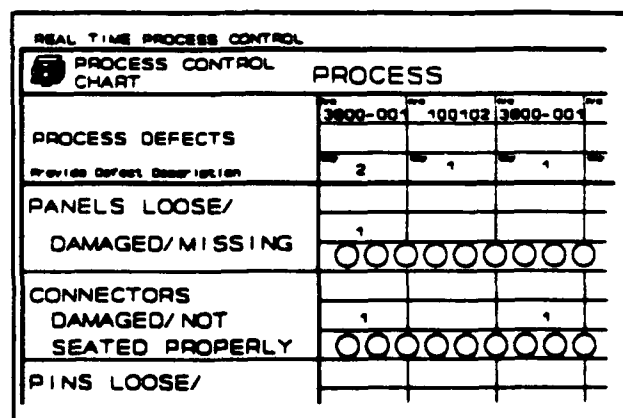 REAL TIME PROCESS CONTROL
PROCESS CONTROL CHART PROCESS
3800-001 100102 3800-001
PROCESS DEFECTS
Provide Defect Description 2 1 1
PANELS LOOSE/
DAMAGED/MISSING 1
CONNECTORS
DAMAGED/NOT 1 1
SEATED PROPERLY
PINS LOOSE/